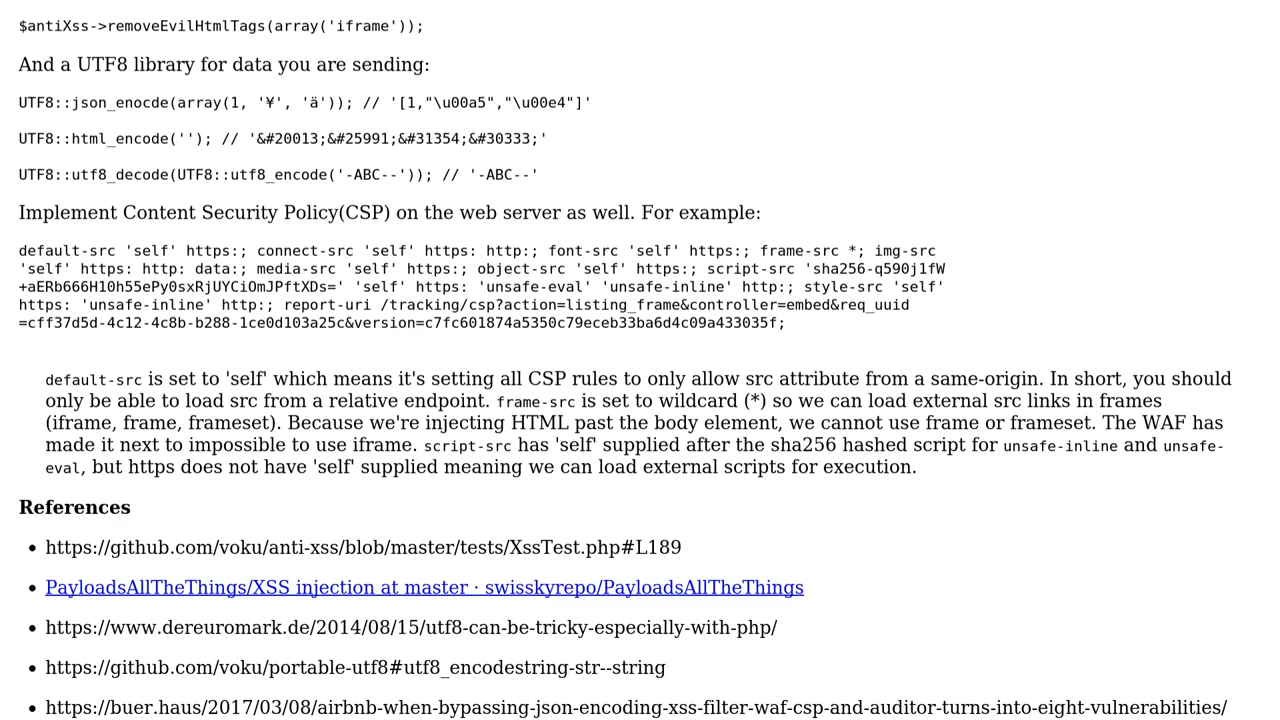 $antiXss->removeEvilHtmlTags(array('iframe'));
And a UTF8 library for data you are sending:
UTF8::json_enocde(array(1, '¥', 'ä')); // '[1,"\u00a5","\u00e4"]'
UTF8::html_encode(''); // '&#20013;&#25991;&#31354;&#30333;'
UTF8::utf8_decode(UTF8::utf8_encode('-ABC--')); // '-ABC--'
Implement Content Security Policy(CSP) on the web server as well. For example:
default-src 'self' https:; connect-src 'self' https: http:; font-src 'self' https:; frame-src *; img-src
'self' https: http: data:; media-src 'self' https:; object-src 'self' https:; script-src 'sha256-q590j1fW
+aERb666H10h55ePy0sxRjUYCiOmJPftXDs=' 'self' https: 'unsafe-eval' 'unsafe-inline' http:; style-src 'self'
https: 'unsafe-inline' http:; report-uri /tracking/csp?action=listing_frame&controller=embed&req_uuid
=cff37d5d-4c12-4c8b-b288-1ce0d103a25c&version=c7fc601874a5350c79eceb33ba6d4c09a433035f;
default-src is set to 'self' which means it's setting all CSP rules to only allow src attribute from a same-origin. In short, you should
only be able to load src from a relative endpoint. frame-src is set to wildcard (*) so we can load external src links in frames
(iframe, frame, frameset). Because we're injecting HTML past the body element, we cannot use frame or frameset. The WAF has
made it next to impossible to use iframe. script-src has 'self' supplied after the sha256 hashed script for unsafe-inline and unsafe-
eval, but https does not have 'self' supplied meaning we can load external scripts for execution.
References
• https://github.com/voku/anti-xss/blob/master/tests/XssTest.php#L189
• PayloadsAllTheThings/XSS injection at master · swisskyrepo/PayloadsAllTheThings
• https://www.dereuromark.de/2014/08/15/utf8-can-be-tricky-especially-with-php/
• https://github.com/voku/portable-utf8#utf8_encodestring-str--string
• https://buer.haus/2017/03/08/airbnb-when-bypassing-json-encoding-xss-filter-waf-csp-and-auditor-turns-into-eight-vulnerabilities/